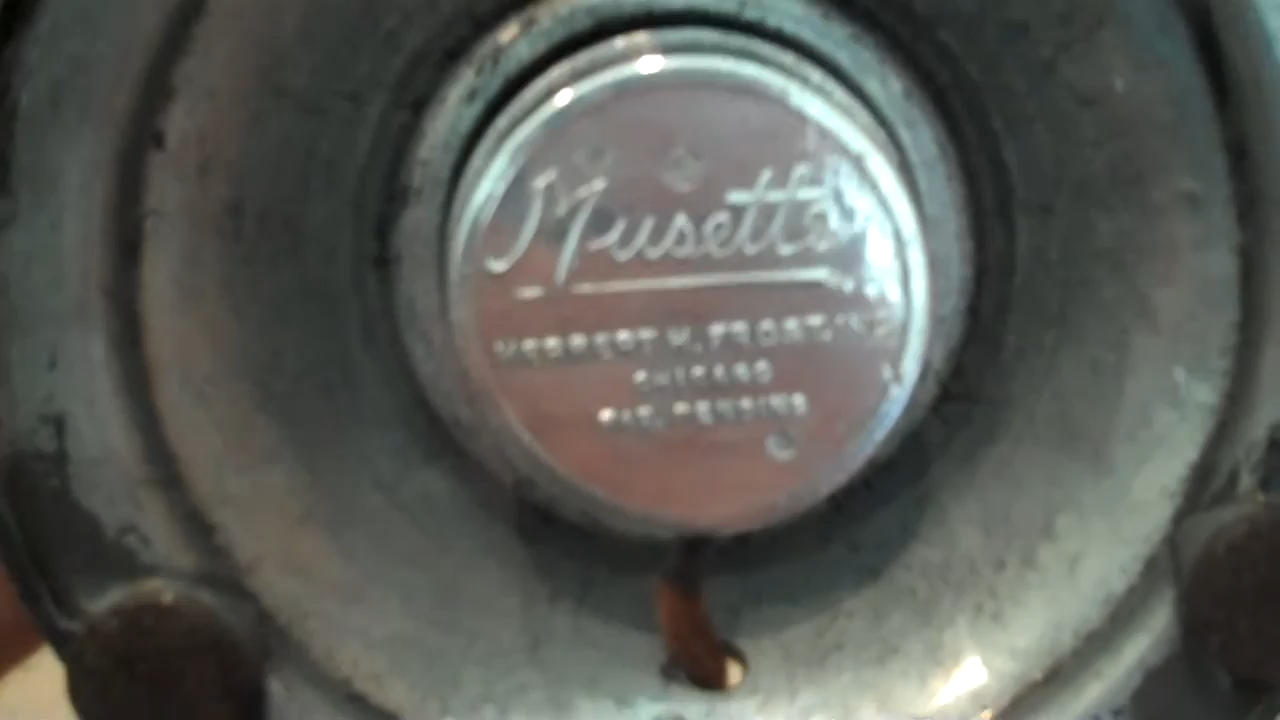 Musette
HERBERT H. FROST, INC
CHICAGO
PAT. PENDING